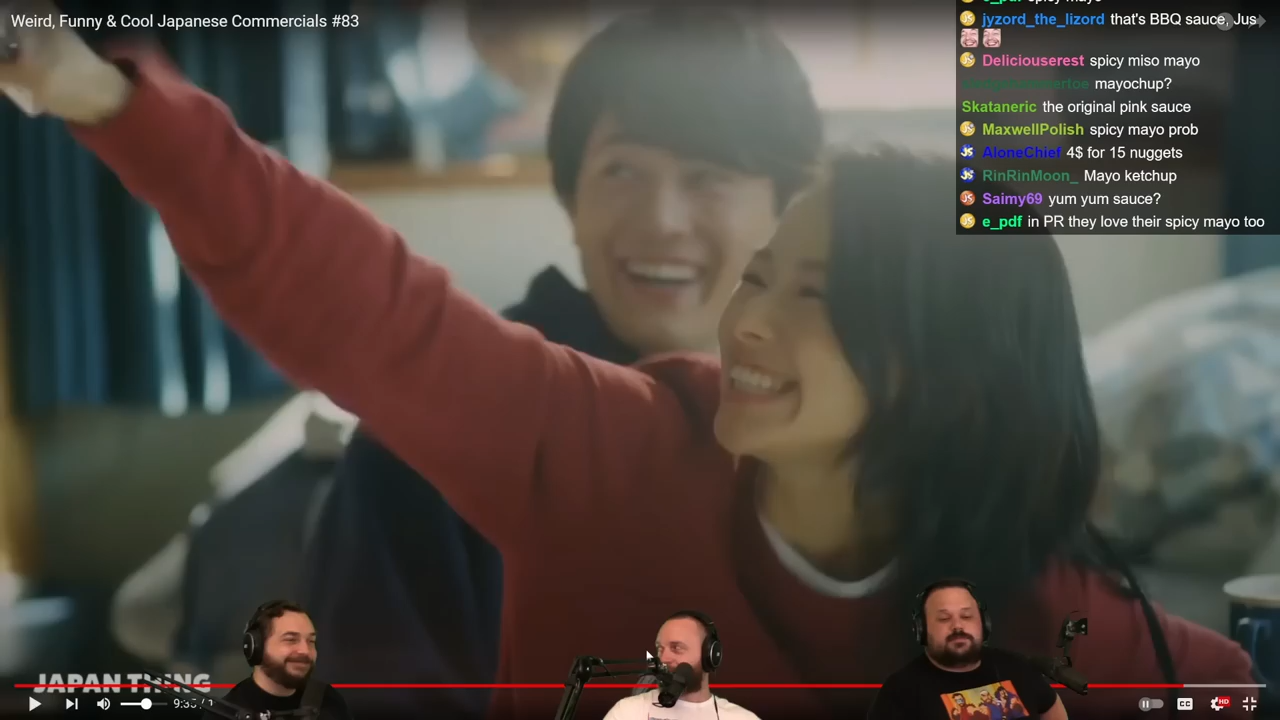 Weird, Funny & Cool Japanese Commercials #83
jyzord_the_lizord that's BBQ sauce, Jus
Deliciouserest spicy miso mayo
mayochup?
Skataneric the original pink sauce
MaxwellPolish spicy mayo prob
AloneChief 4$ for 15 nuggets
RinRinMoon_ Mayo ketchup
Saimy69 yum yum sauce?
e_pdf in PR they love their spicy mayo too
JAPAN THING
CC
HD